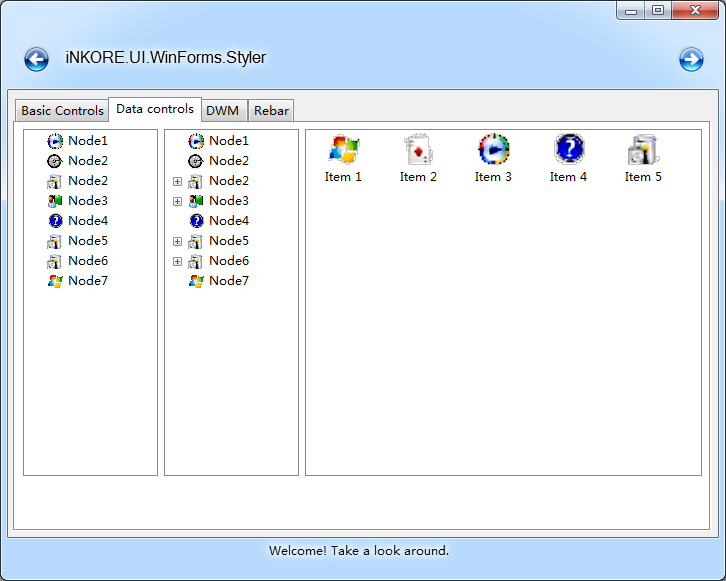 iNKORE.UI.WinForms.Styler
Basic Controls Data controls DWM Rebar
Node1
Node2
Node2
Node3
Node4
Node5
Node6
Node7
Node1
Node2
Node2
Node3
Node4
Node5
Node6
Node7
Item 1 Item 2 Item 3 Item 4 Item 5
Welcome! Take a look around.